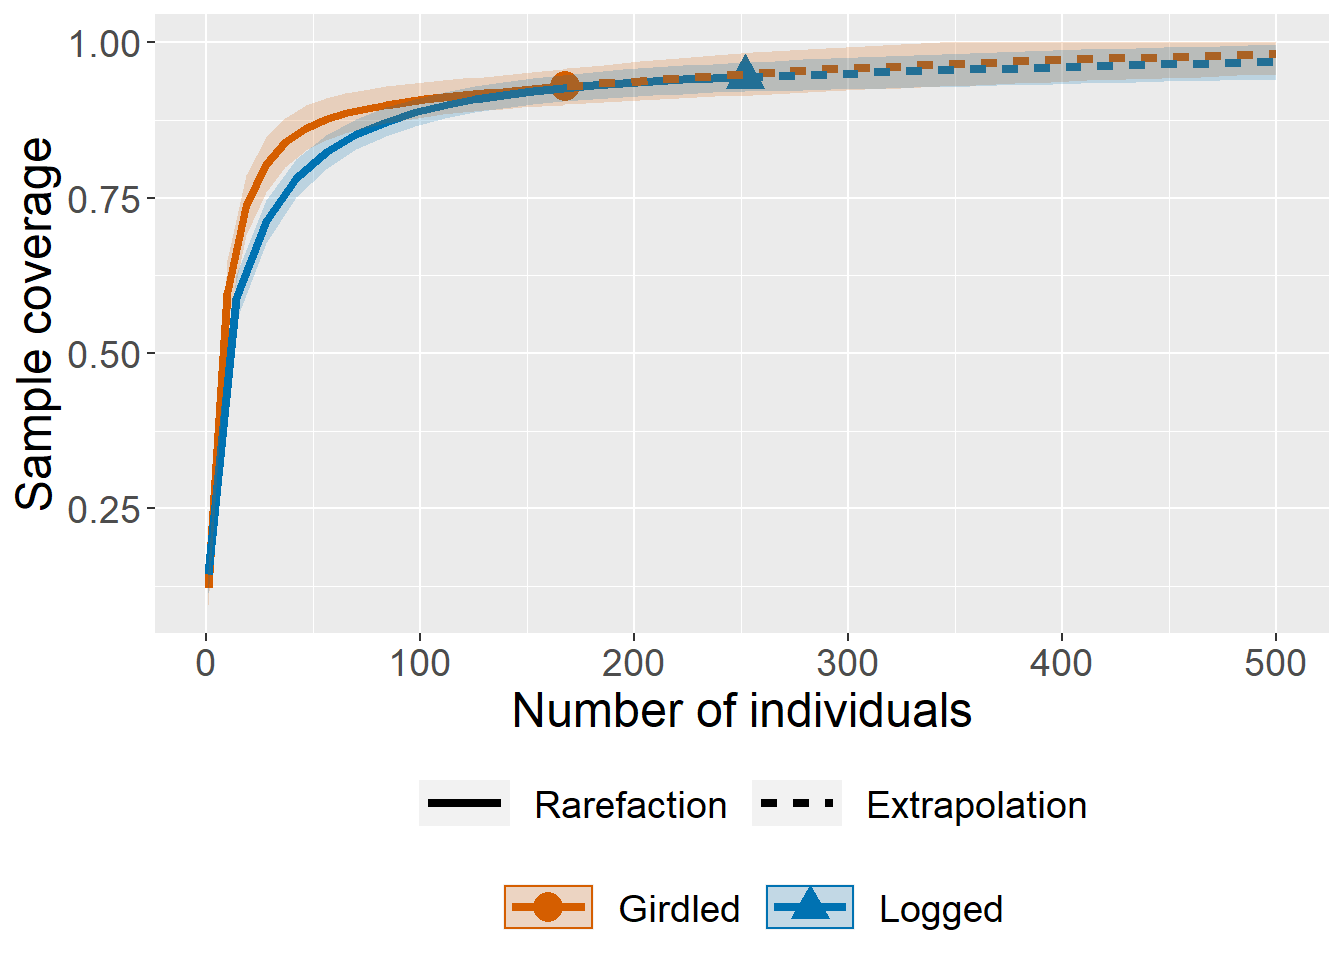 1.00
0.75
0.50
0.25
Sample coverage
0 100 200 300 400 500
Number of individuals
Rarefaction Extrapolation
Girdled Logged